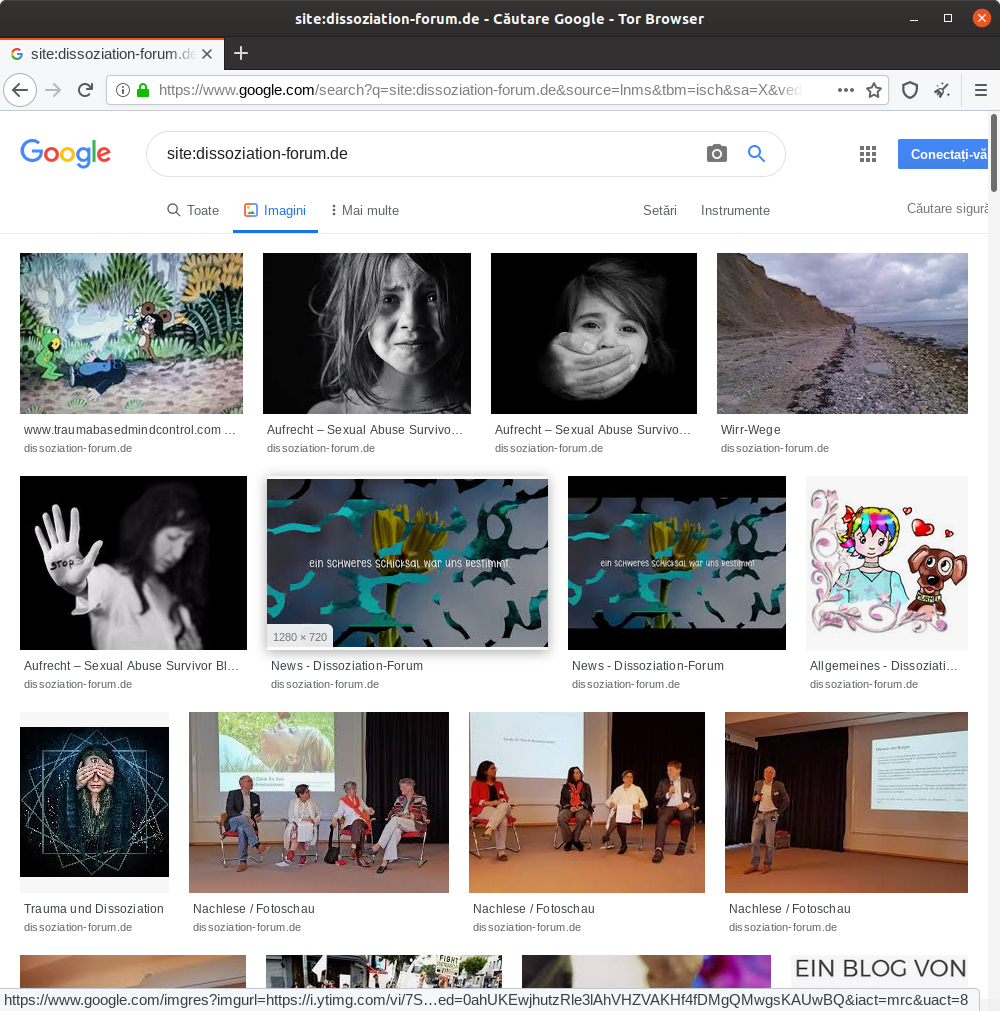 site:dissoziation-forum.de - Căutare Google - Tor Browser
site:dissoziation-forum.de
https://www.google.com/search?q=site:dissoziation-forum.de&source=lnms&tbm=isch&sa=X&ved
Google
site:dissoziation-forum.de
Conectați-vă
Toate
Imagini
Mai multe
Setări
Instrumente
Căutare sigură
www.traumabasedmindcontrol.com ...
dissoziation-forum.de
Aufrecht – Sexual Abuse Survivo...
dissoziation-forum.de
Aufrecht – Sexual Abuse Survivo...
dissoziation-forum.de
Wirr-Wege
dissoziation-forum.de
STOP
ein schweres Schicksal war uns bestimmt.
1280 × 720
ein schweres Schicksal war uns bestimmt.
Aufrecht – Sexual Abuse Survivor Bl...
dissoziation-forum.de
News - Dissoziation-Forum
dissoziation-forum.de
News - Dissoziation-Forum
dissoziation-forum.de
Allgemeines - Dissoziati...
dissoziation-forum.de
Trauma und Dissoziation
dissoziation-forum.de
Nachlese / Fotoschau
dissoziation-forum.de
Nachlese / Fotoschau
dissoziation-forum.de
Nachlese / Fotoschau
dissoziation-forum.de
FIGHT
EIN BLOG VON
https://www.google.com/imgres?imgurl=https://i.ytimg.com/vi/7S…ed=0ahUKEwjhutzRle3lAhVHZVAKHf4fDMgQMwgsKAUwBQ&iact=mrc&uact=8